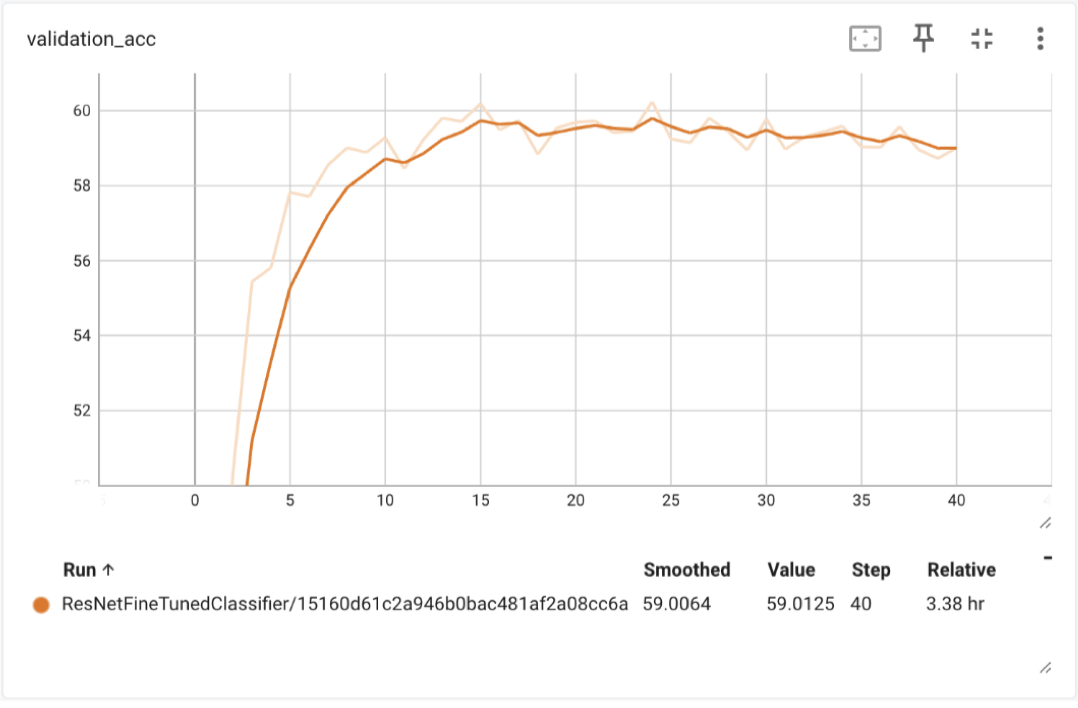 validation_acc
60
58
56
54
52
0 5 10 15 20 25 30 35 40
Run ↑ Smoothed Value Step Relative
ResNetFineTunedClassifier/15160d61c2a946b0bac481af2a08cc6a 59.0064 59.0125 40 3.38 hr